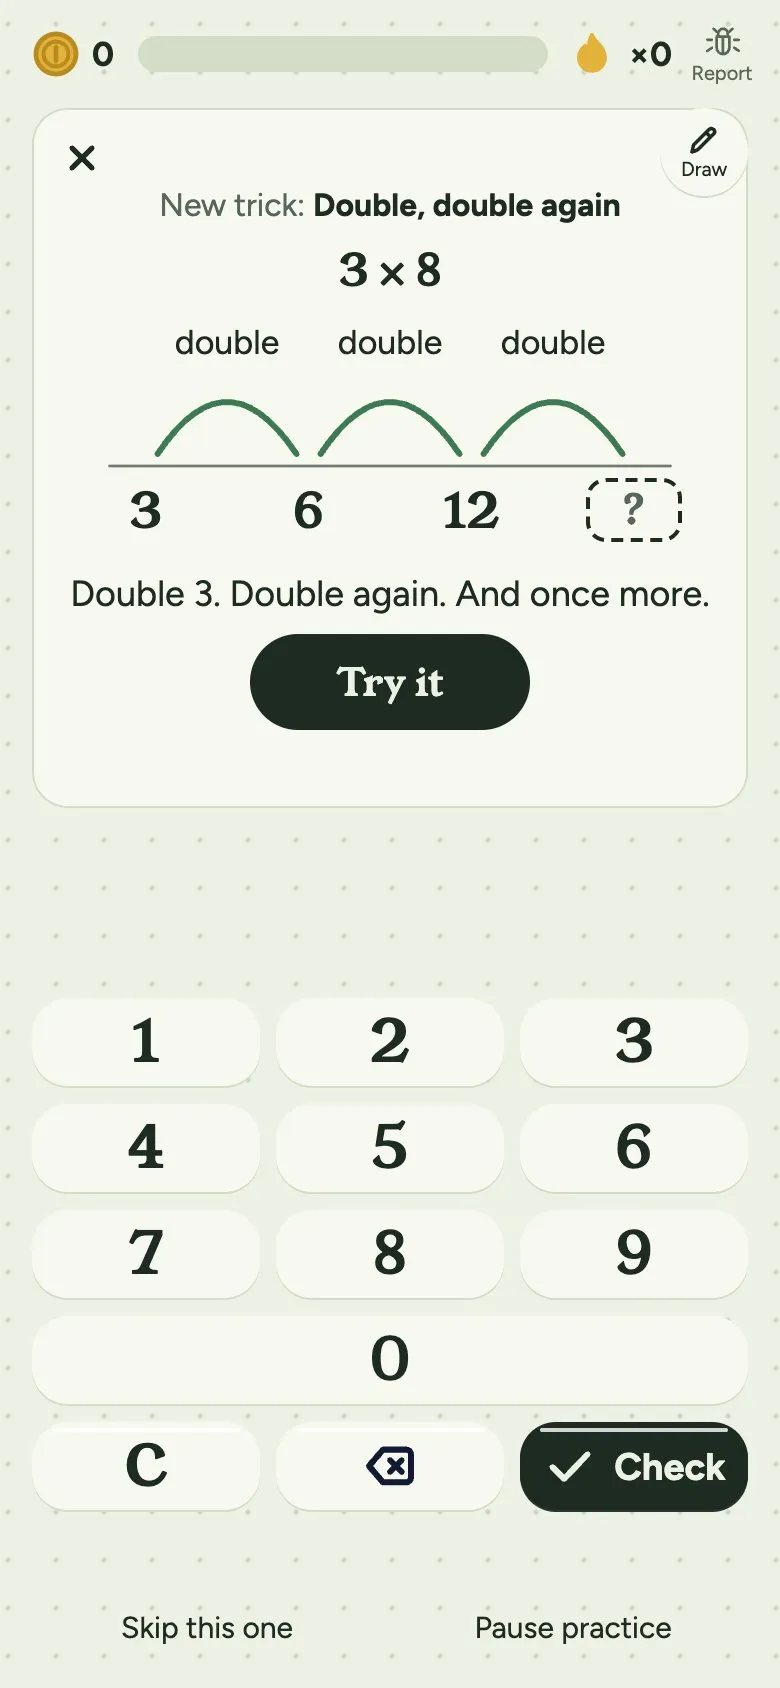 0
×0
Report
Draw
New trick: Double, double again
3 × 8
double double double
3 6 12 ?
Double 3. Double again. And once more.
Try it
1 2 3
4 5 6
7 8 9
0
C Check
Skip this one Pause practice